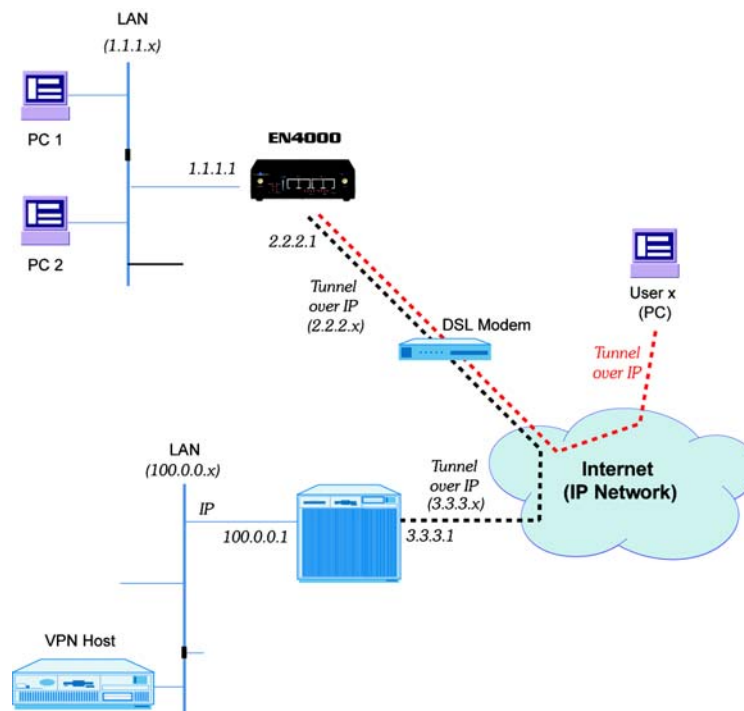 LAN
(1.1.1.x)
PC 1
PC 2
1.1.1.1
EN4000
2.2.2.1
Tunnel
over IP
(2.2.2.x)
DSL Modem
User x
(PC)
Tunnel
over IP
Internet
(IP Network)
LAN
(100.0.0.x)
IP
100.0.0.1
Tunnel
over IP
(3.3.3.x)
3.3.3.1
VPN Host